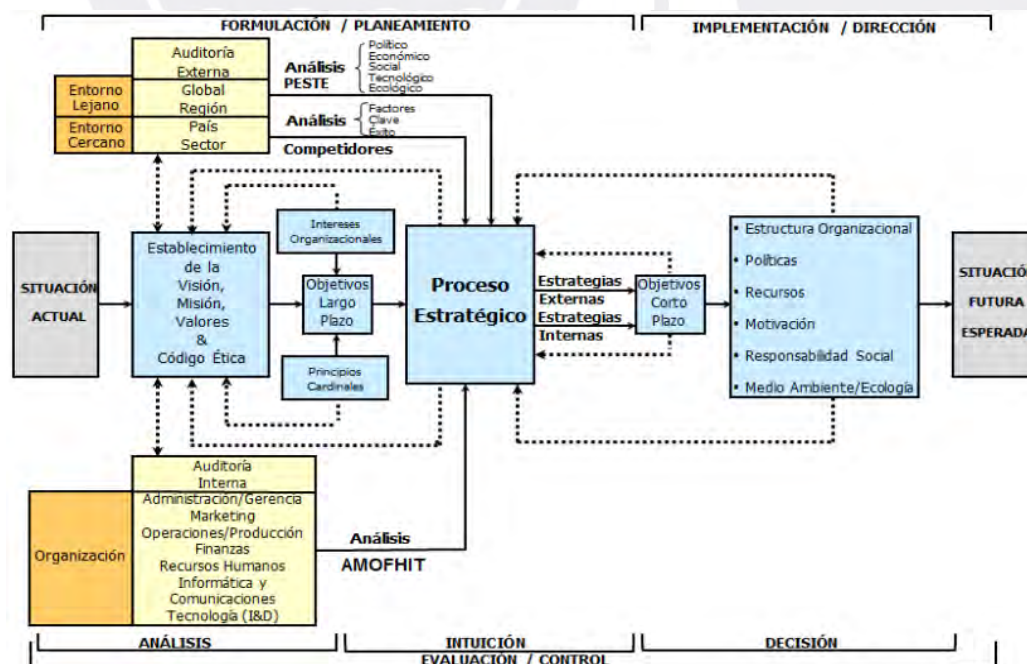 FORMULACIÓN / PLANEAMIENTO
IMPLEMENTACIÓN / DIRECCIÓN
Auditoría
Externa
Entorno
Lejano
Global
Región
Entorno
Cercano
País
Sector
Análisis
PESTE
Político
Económico
Social
Tecnológico
Ecológico
Análisis
Competidores
Factores
Clave
Éxito
SITUACIÓN
ACTUAL
Establecimiento
de la
Visión,
Misión,
Valores
&
Código Ética
Intereses
Organizacionales
Objetivos
Largo
Plazo
Principios
Cardinales
Proceso
Estratégico
Estrategias
Externas
Estrategias
Internas
Objetivos
Corto
Plazo
▪ Estructura Organizacional
▪ Políticas
▪ Recursos
▪ Motivación
▪ Responsabilidad Social
▪ Medio Ambiente/Ecología
SITUACIÓN
FUTURA
ESPERADA
Auditoría
Interna
Organización
Administración/Gerencia
Marketing
Operaciones/Producción
Finanzas
Recursos Humanos
Informática y
Comunicaciones
Tecnología (I&D)
Análisis
AMOFHIT
ANÁLISIS
INTUICIÓN
DECISIÓN
EVALUACIÓN / CONTROL